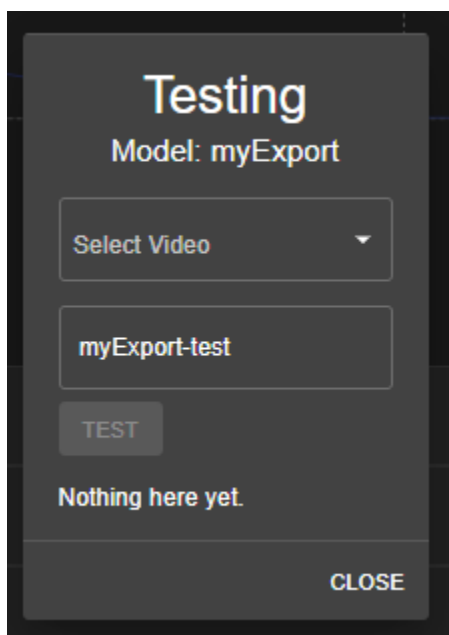 Testing
Model: myExport
Select Video
myExport-test
TEST
Nothing here yet.
CLOSE